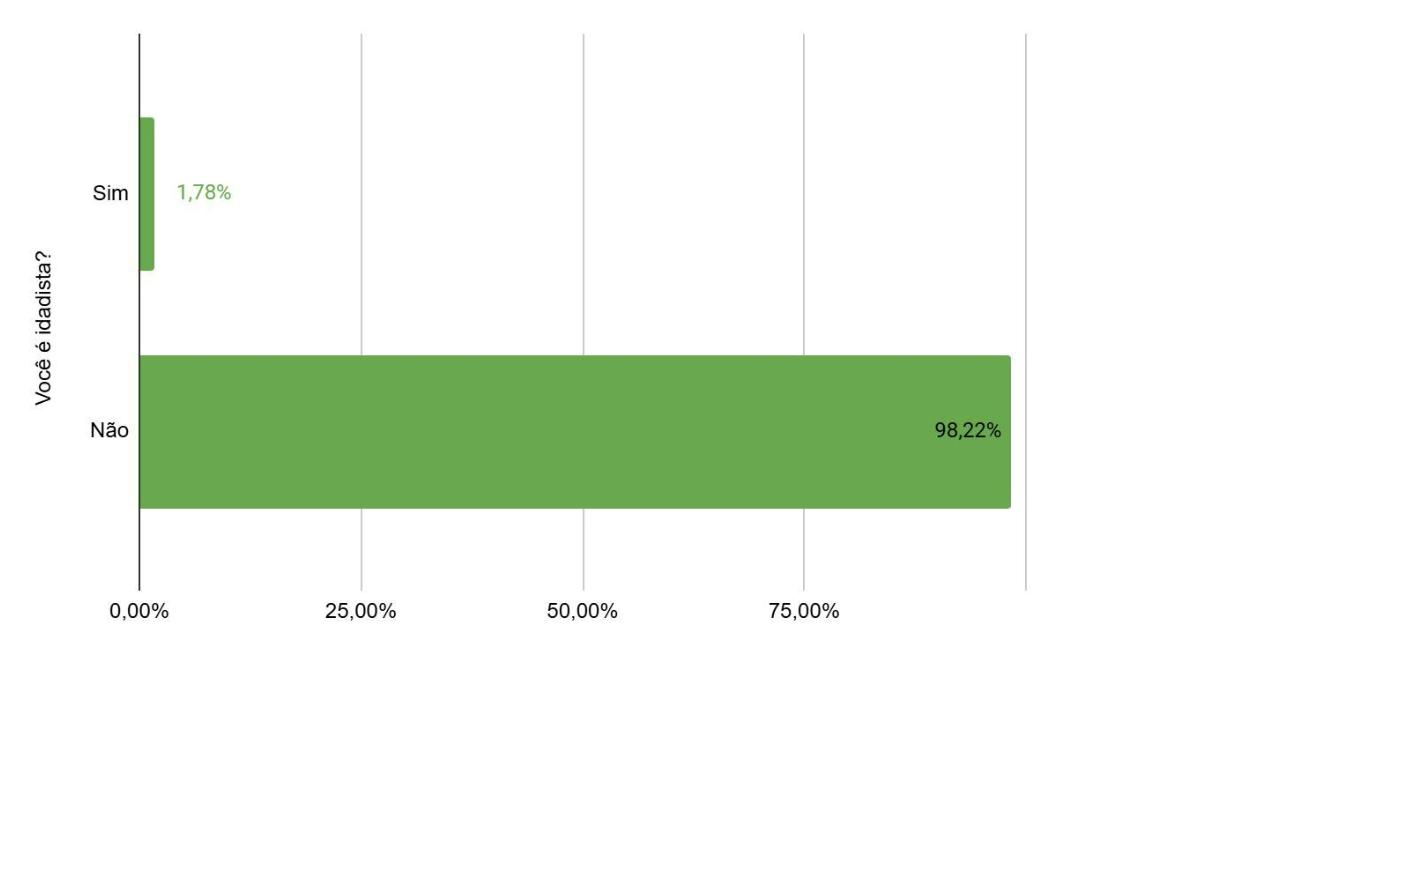 Você é idadista?
Sim
1,78%
Não
98,22%
0,00%
25,00%
50,00%
75,00%